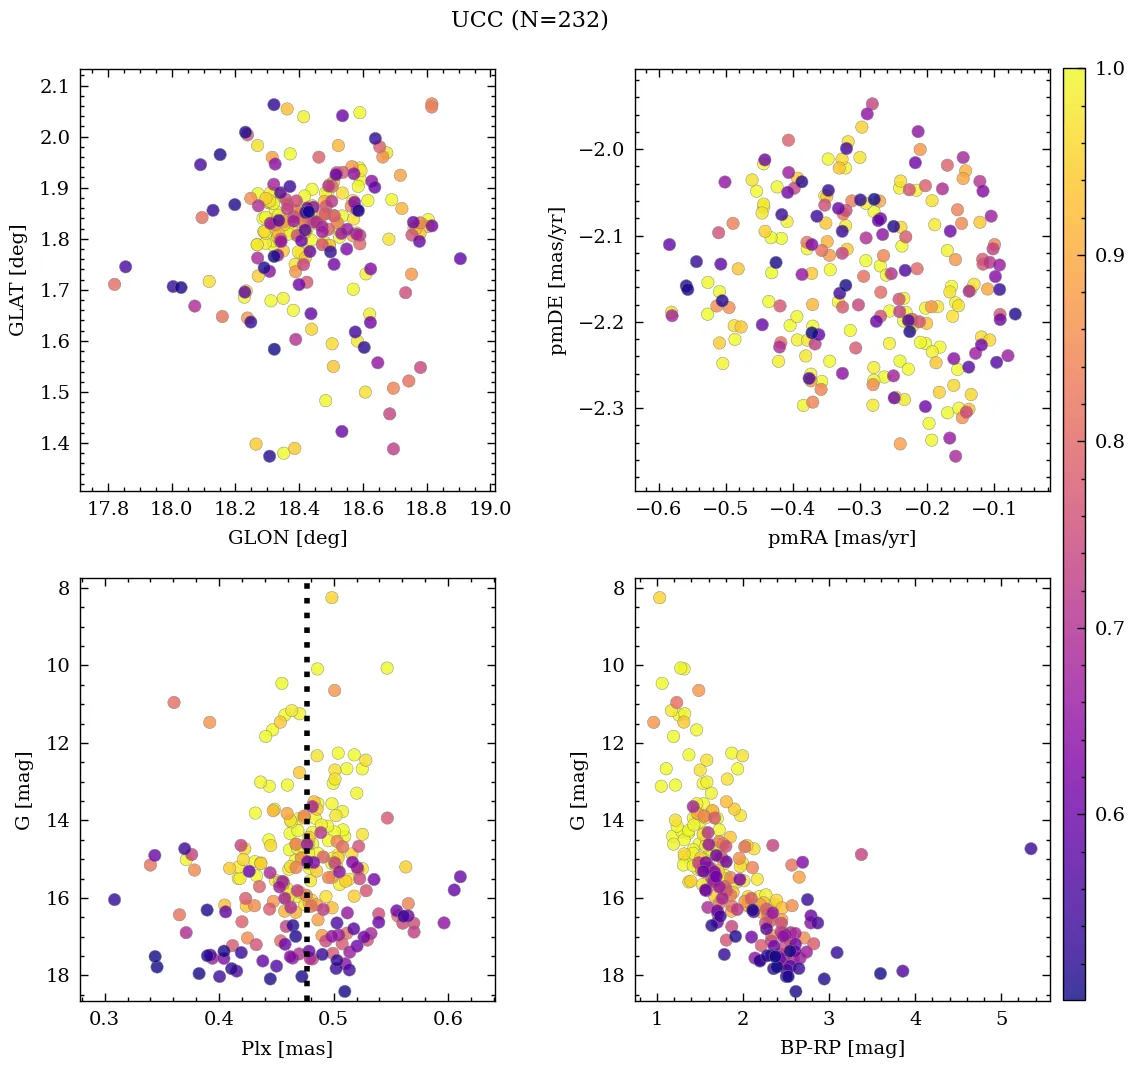 UCC (N=232)
2.1
2.0
1.9
1.8
1.7
1.6
1.5
1.4
GLAT [deg]
17.8 18.0 18.2 18.4 18.6 18.8 19.0
GLON [deg]
−2.0
−2.1
−2.2
−2.3
pmDE [mas/yr]
−0.6 −0.5 −0.4 −0.3 −0.2 −0.1
pmRA [mas/yr]
1.0
0.9
0.8
0.7
0.6
8
10
12
14
16
18
G [mag]
0.3 0.4 0.5 0.6
Plx [mas]
8
10
12
14
16
18
G [mag]
1 2 3 4 5
BP-RP [mag]